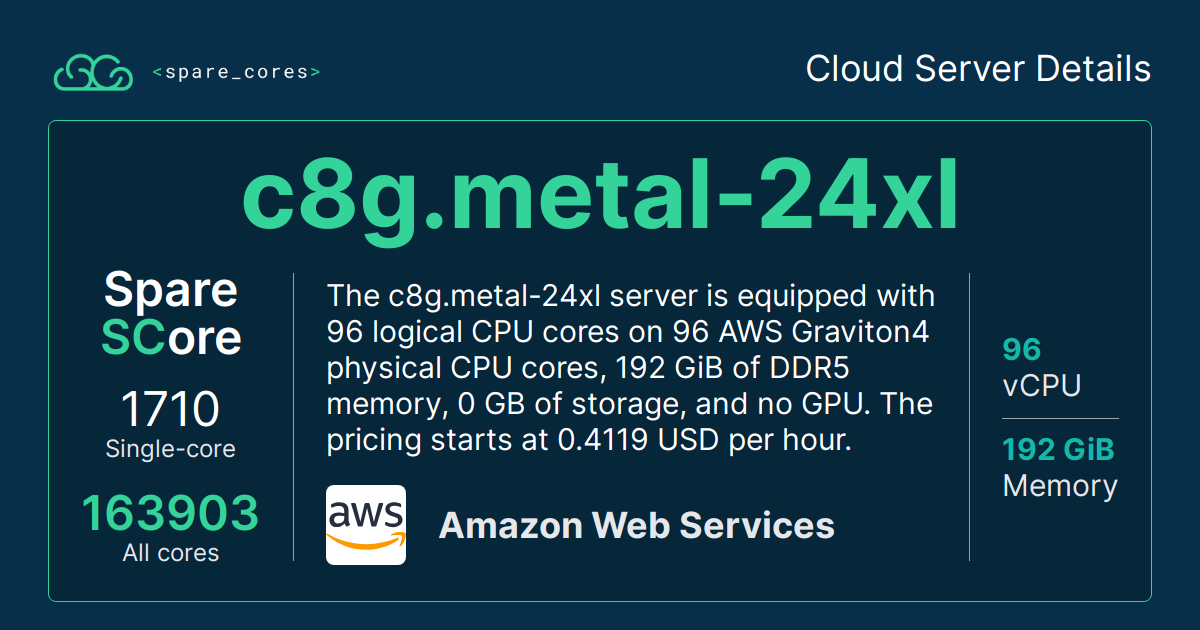 <spare_cores>
Cloud Server Details
c8g.metal-24xl
Spare
SCore
1710
Single-core
163903
All cores
The c8g.metal-24xl server is equipped with
96 logical CPU cores on 96 AWS Graviton4
physical CPU cores, 192 GiB of DDR5
memory, 0 GB of storage, and no GPU. The
pricing starts at 0.4119 USD per hour.
aws
Amazon Web Services
96
vCPU
192 GiB
Memory